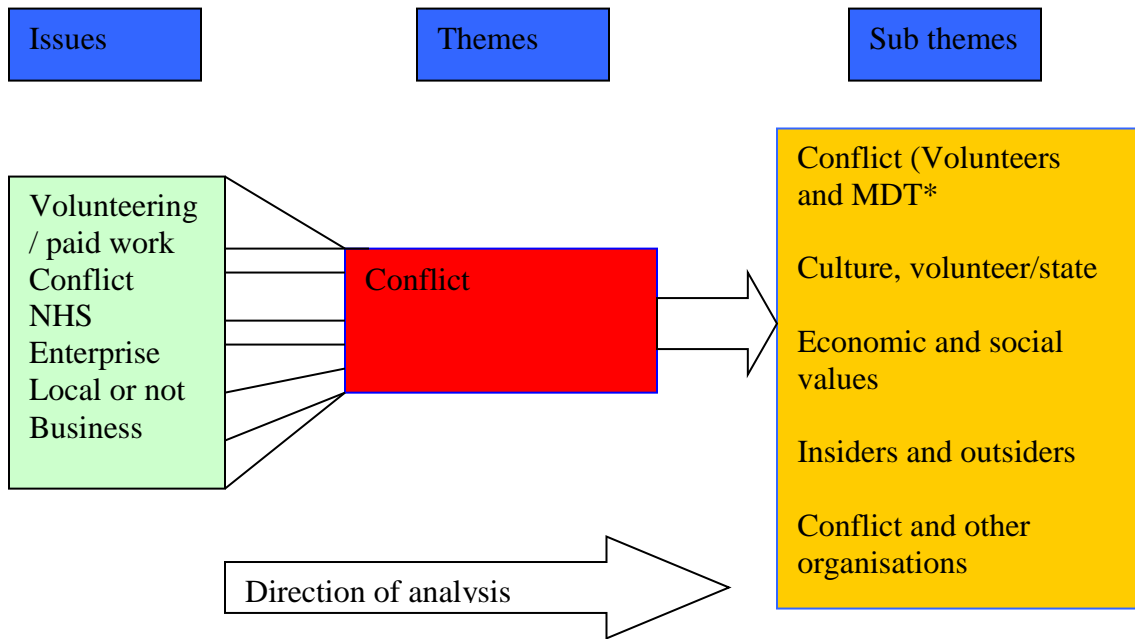 Issues
Themes
Sub themes
Volunteering
/ paid work
Conflict
NHS
Enterprise
Local or not
Business
Conflict
Conflict (Volunteers
and MDT*
Culture, volunteer/state
Economic and social
values
Insiders and outsiders
Conflict and other
organisations
Direction of analysis